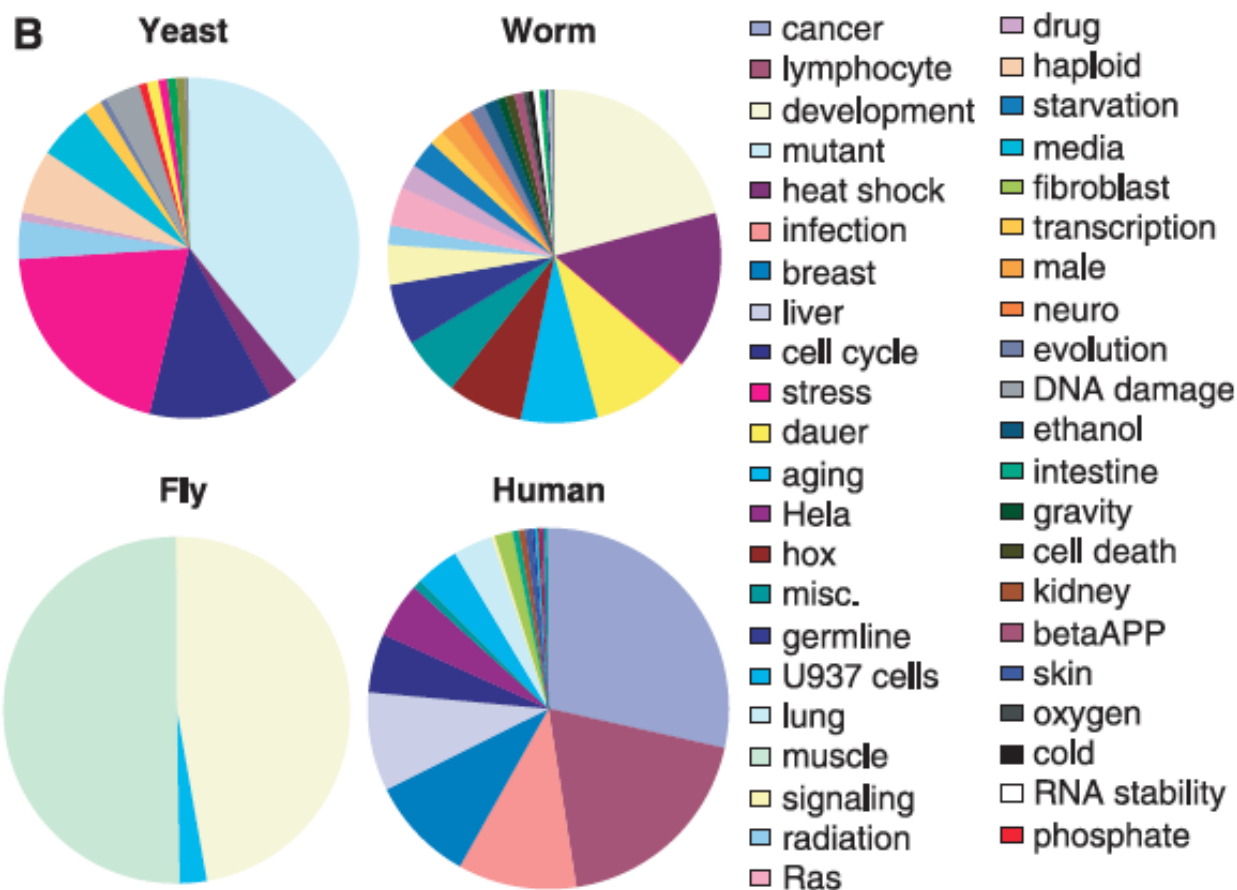 B
Yeast
Worm
Fly
Human
cancer
lymphocyte
development
mutant
heat shock
infection
breast
liver
cell cycle
stress
dauer
aging
Hela
hox
misc.
germline
U937 cells
lung
muscle
signaling
radiation
Ras
drug
haploid
starvation
media
fibroblast
transcription
male
neuro
evolution
DNA damage
ethanol
intestine
gravity
cell death
kidney
betaAPP
skin
oxygen
cold
RNA stability
phosphate